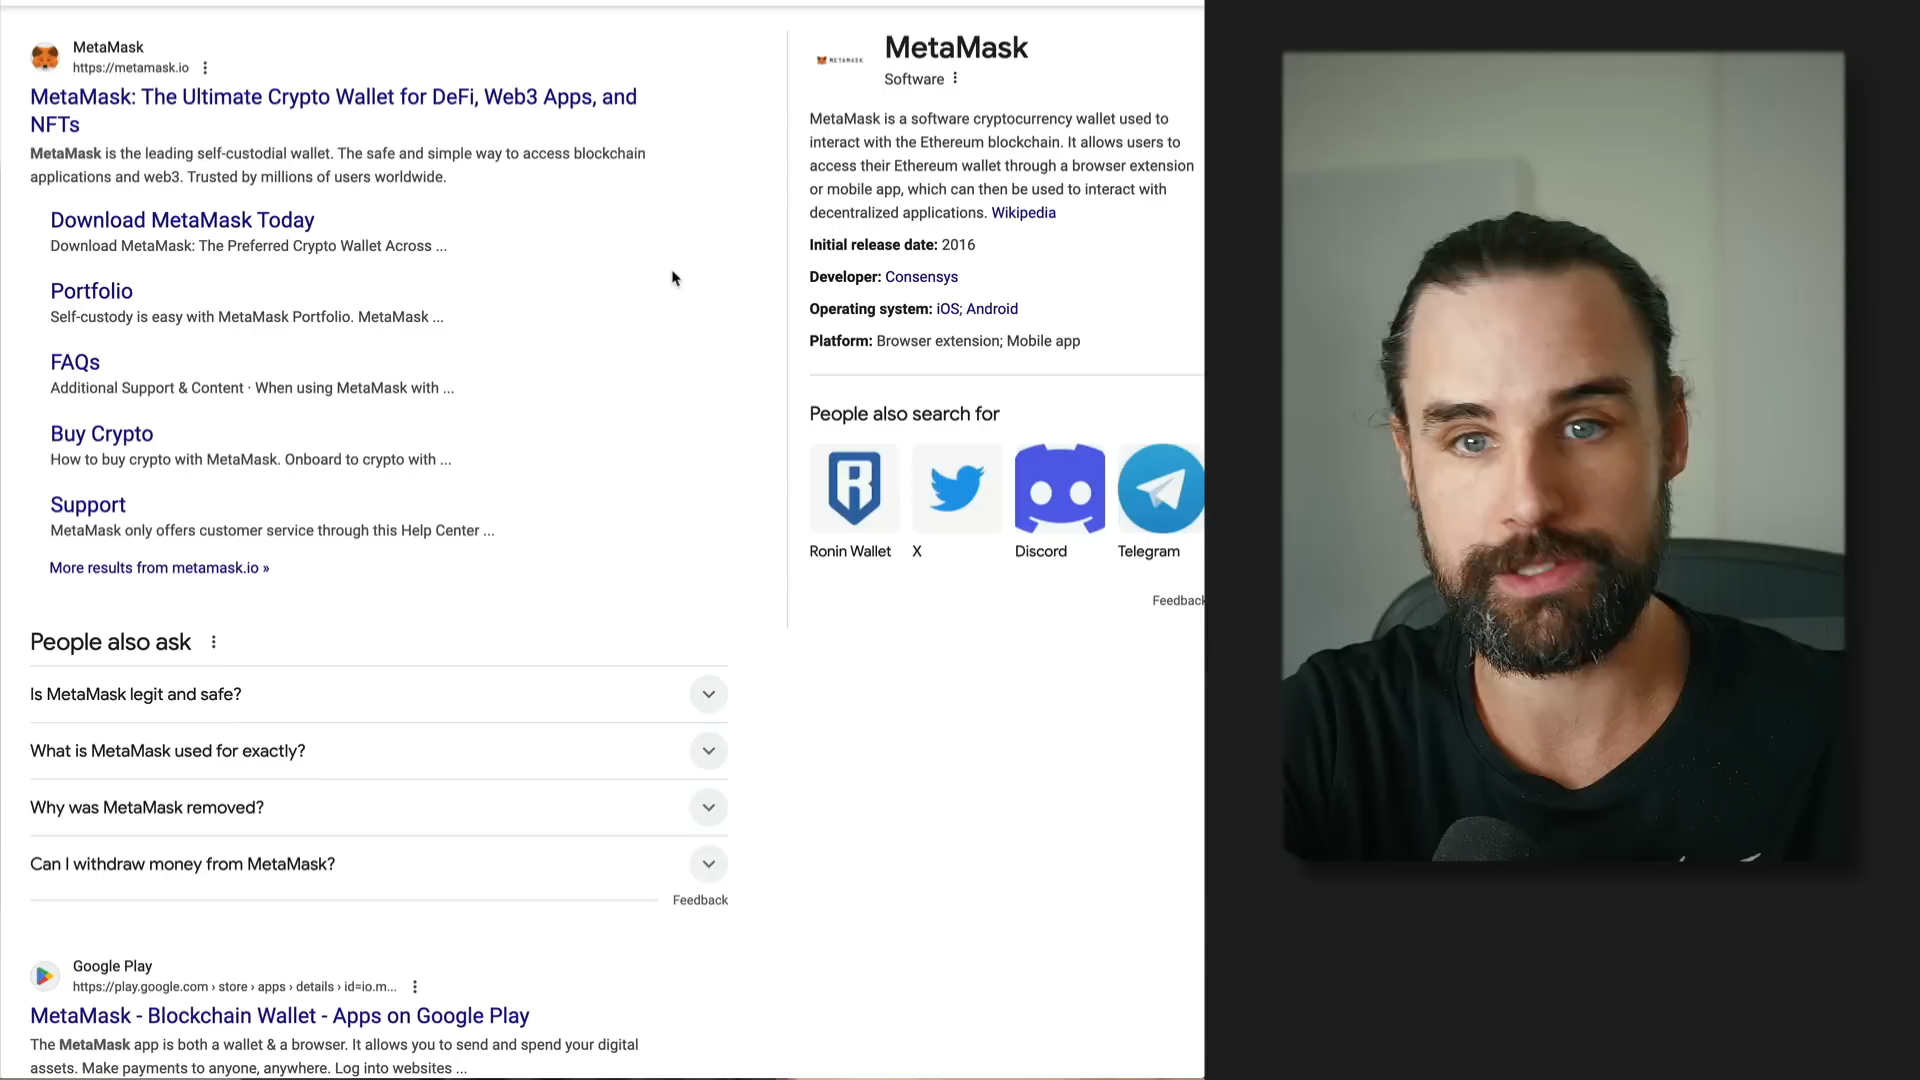 MetaMask
https://metamask.io
MetaMask: The Ultimate Crypto Wallet for DeFi, Web3 Apps, and
NFTs
MetaMask is the leading self-custodial wallet. The safe and simple way to access blockchain
applications and web3. Trusted by millions of users worldwide.
Download MetaMask Today
Download MetaMask: The Preferred Crypto Wallet Across ...
Portfolio
Self-custody is easy with MetaMask Portfolio. MetaMask ...
FAQs
Additional Support & Content · When using MetaMask with ...
Buy Crypto
How to buy crypto with MetaMask. Onboard to crypto with ...
Support
MetaMask only offers customer service through this Help Center ...
More results from metamask.io »
People also ask
Is MetaMask legit and safe?
What is MetaMask used for exactly?
Why was MetaMask removed?
Can I withdraw money from MetaMask?
Feedback
Google Play
https://play.google.com › store › apps › details › id=io.m...
MetaMask - Blockchain Wallet - Apps on Google Play
The MetaMask app is both a wallet & a browser. It allows you to send and spend your digital
assets. Make payments to anyone, anywhere. Log into websites ...
METAMASK
MetaMask
Software
MetaMask is a software cryptocurrency wallet used to
interact with the Ethereum blockchain. It allows users to
access their Ethereum wallet through a browser extension
or mobile app, which can then be used to interact with
decentralized applications. Wikipedia
Initial release date: 2016
Developer: Consensys
Operating system: iOS; Android
Platform: Browser extension; Mobile app
People also search for
Ronin Wallet
X
Discord
Telegram
Feedback